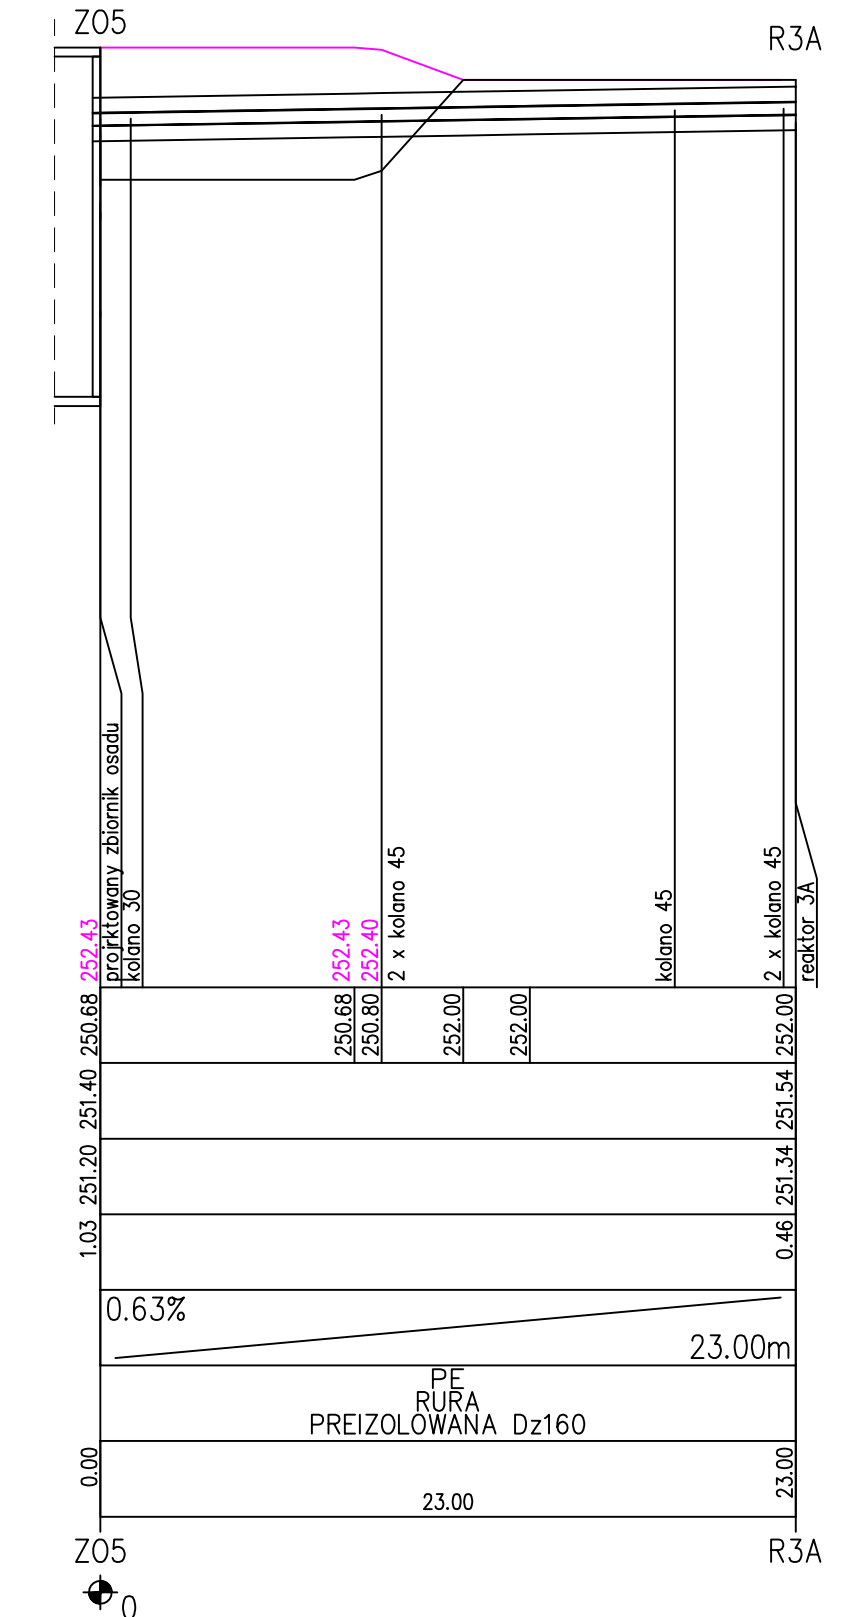 Z05
R3A
252.43
projrktowany zbiornik osadu
kolano 30
252.43
252.40
2 x kolano 45
kolano 45
2 x kolano 45
reaktor 3A
250.68
250.68
250.80
252.00
252.00
252.00
251.40
251.54
251.20
251.34
1.03
0.46
0.63%
23.00m
PE
RURA
PREIZOLOWANA Dz160
0.00
23.00
23.00
Z05
R3A
0